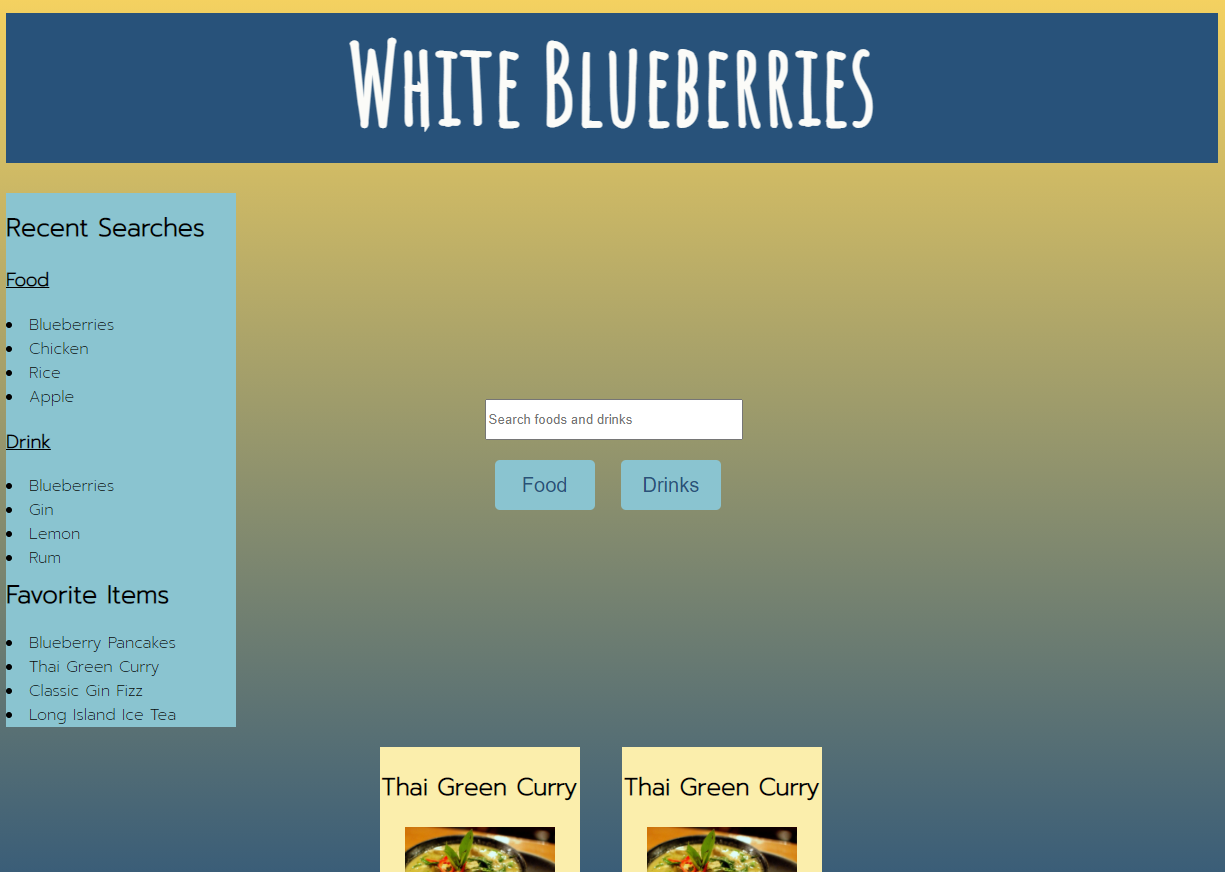 White Blueberries
Recent Searches
Food
Blueberries
Chicken
Rice
Apple
Drink
Blueberries
Gin
Lemon
Rum
Favorite Items
Blueberry Pancakes
Thai Green Curry
Classic Gin Fizz
Long Island Ice Tea
Search foods and drinks
Food Drinks
Thai Green Curry Thai Green Curry